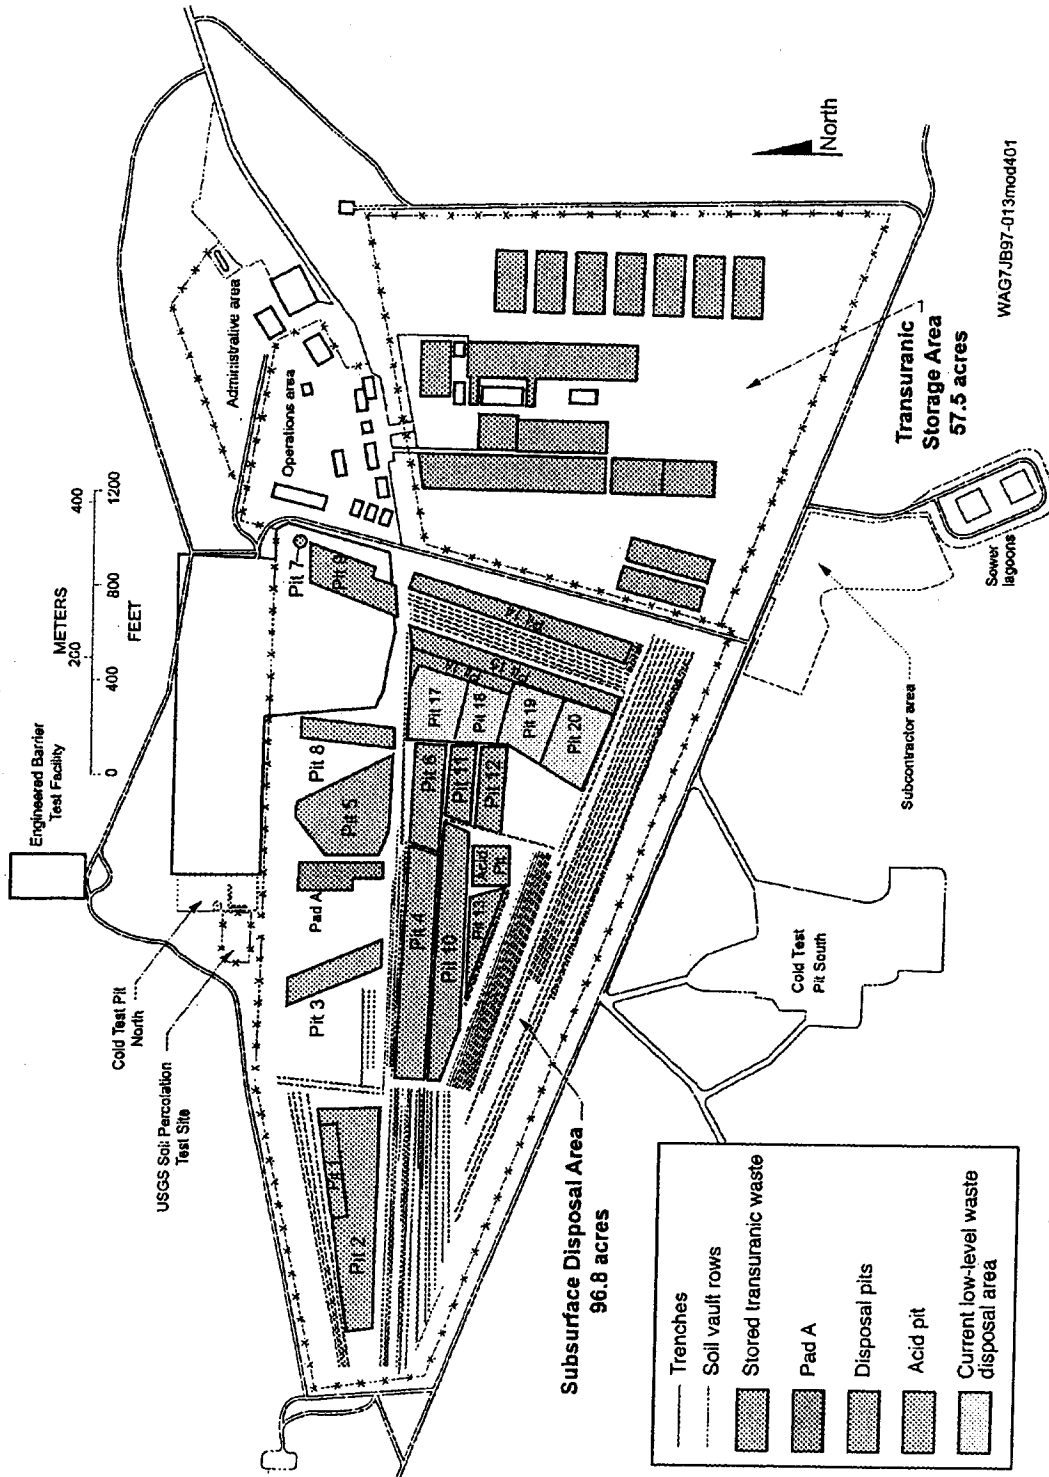 Engineered Barrier
Test Facility
METERS
0
200
400
0
400
800
1200
FEET
Cold Test Pit
North
USGS Soil Percolation
Test Site
Administrative area
Operations area
Pit 1
Pit 2
Pit 3
Pad A
Pit 5
Pit 8
Pit 7
Pit 9
Pit 4
Pit 10
Pit 6
Pit 11
Pit 12
Pit 13
Acid
Pit
Pit 17
Pit 18
Pit 19
Pit 20
Pit 14
North
Subsurface Disposal Area
96.8 acres
Transuranic
Storage Area
57.5 acres
Cold Test
Pit South
Subcontractor area
Sower
lagoons
WAG7JB97-013mod401
Trenches
Soil vault rows
Stored transuranic waste
Pad A
Disposal pits
Acid pit
Current low-level waste
disposal area